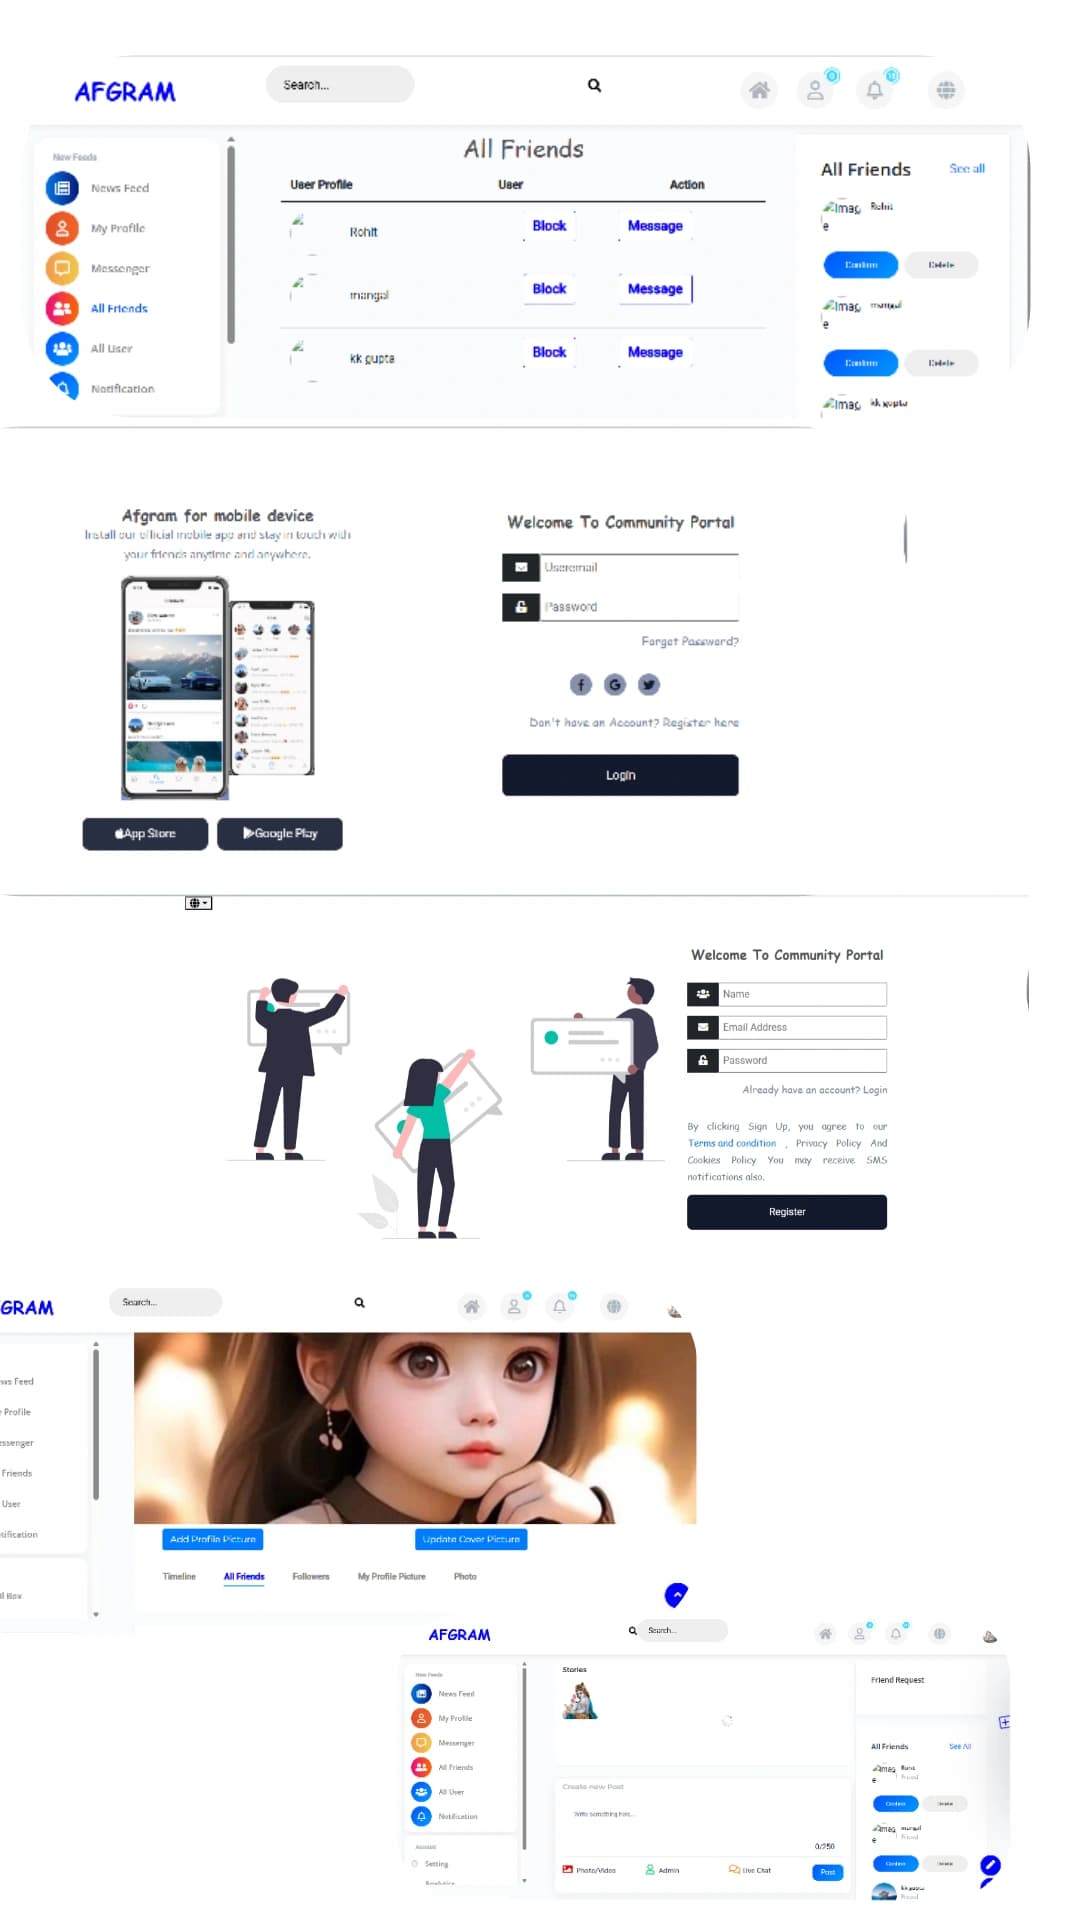 AFGRAM
Search...
New Feeds
News Feed
My Profile
Messenger
All Friends
All User
Notification
All Friends
User Profile User Action
Rohit Block Message
mangal Block Message
kk gupta Block Message
All Friends See all
Image Rohit
Confirm Delete
Image mangal
Confirm Delete
Imag kk gupta
Afgram for mobile device
Install our official mobile app and stay in touch with
your friends anytime and anywhere.
App Store Google Play
Welcome To Community Portal
Useremail
Password
Forgot Password?
Don't have an Account? Register here
Login
Welcome To Community Portal
Name
Email Address
Password
Already have an account? Login
By clicking Sign Up, you agree to our
Terms and condition , Privacy Policy And
Cookies Policy You may receive SMS
notifications also.
Register
GRAM
Search...
ws Feed
Profile
ssenger
Friends
User
tification
il Box
Add Profile Picture Update Cover Picture
Timeline All Friends Followers My Profile Picture Photo
AFGRAM
Search...
New Feeds
News Feed
My Profile
Messenger
All Friends
All User
Notification
Account
Setting
Analytics
Stories
Create new Post
Write something here...
0/250
Photo/Video Admin Live Chat Post
Friend Request
All Friends See All
Image
Friend
Confirm Delete
Image mangal
Friend
Confirm Delete
kk gupta
Friend